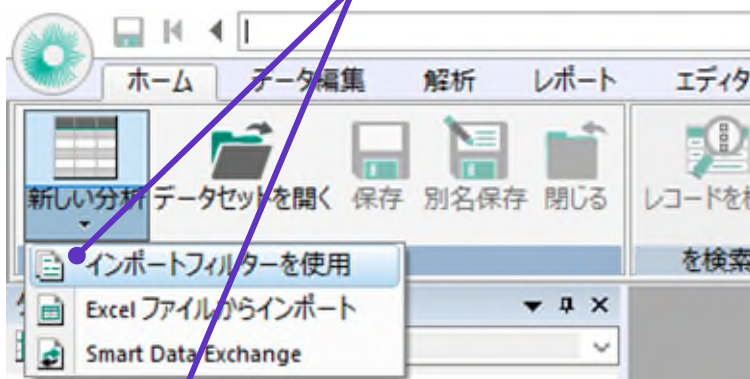 ホーム データ編集 解析 レポート エディタ
新しい分析 データセットを開く 保存 別名保存 閉じる レコードを
を検索
インポートフィルターを使用
Excel ファイルからインポート
Smart Data Exchange